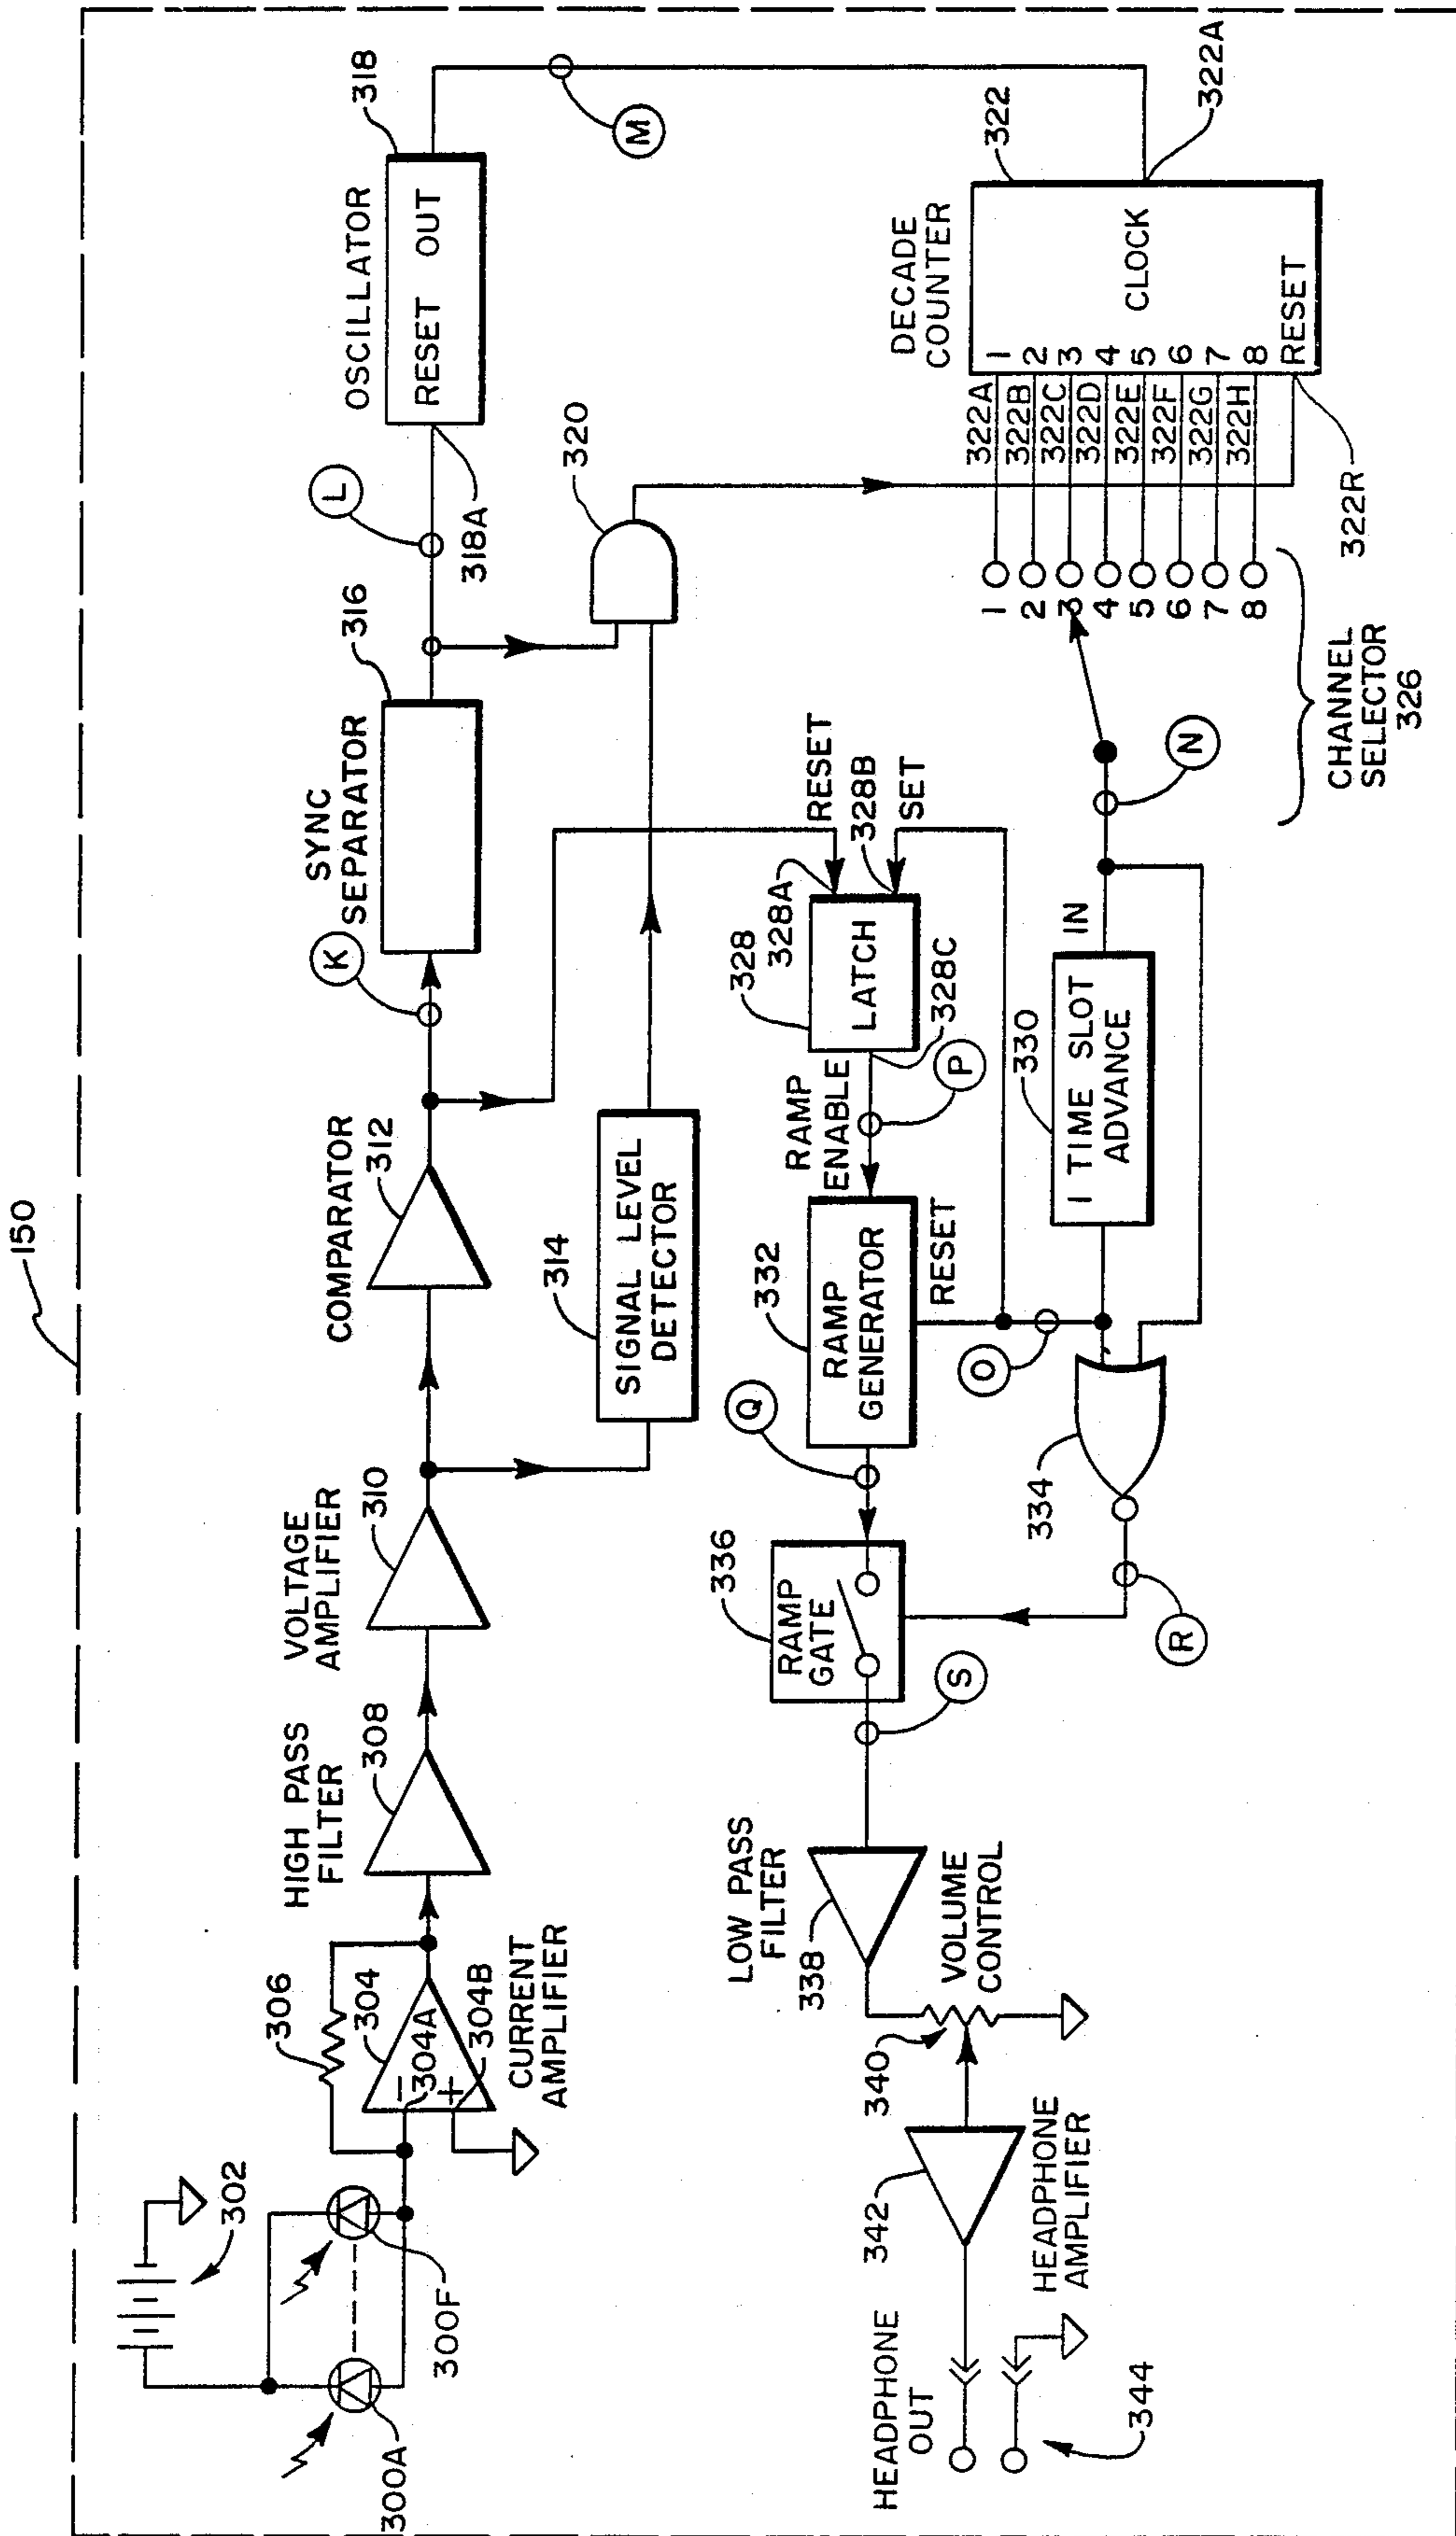 150
302
300A
300F
306
304
304A
304B
−
+
CURRENT
AMPLIFIER
HIGH PASS
FILTER
308
VOLTAGE
AMPLIFIER
310
COMPARATOR
312
SIGNAL LEVEL
DETECTOR
314
K
SYNC
SEPARATOR
316
L
318A
OSCILLATOR
318
RESET OUT
M
320
DECADE
COUNTER
322
322A
CLOCK
1
2
3
4
5
6
7
8
RESET
322A
322B
322C
322D
322E
322F
322G
322H
322R
1
2
3
4
5
6
7
8
CHANNEL
SELECTOR
326
N
IN
1 TIME SLOT
ADVANCE
330
RESET
328A
328B
SET
LATCH
328
328C
P
RAMP
ENABLE
RAMP
GENERATOR
332
RESET
O
334
R
Q
RAMP
GATE
336
S
LOW PASS
FILTER
338
VOLUME
CONTROL
340
HEADPHONE
AMPLIFIER
342
HEADPHONE
OUT
344